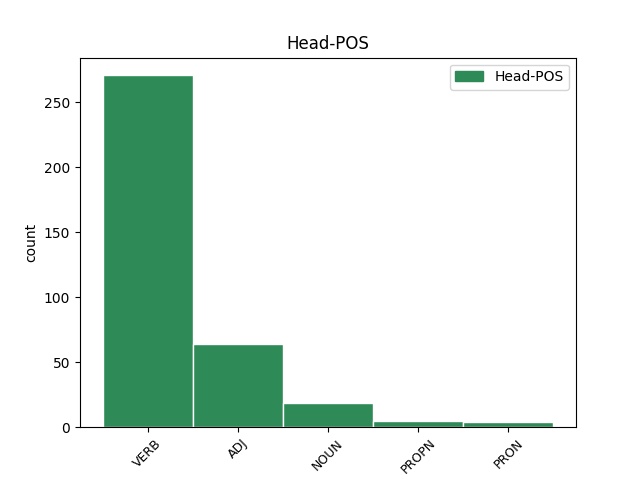 Head-POS
Head-POS
count
250
200
150
100
50
0
VERB
ADJ
NOUN
PROPN
PRON